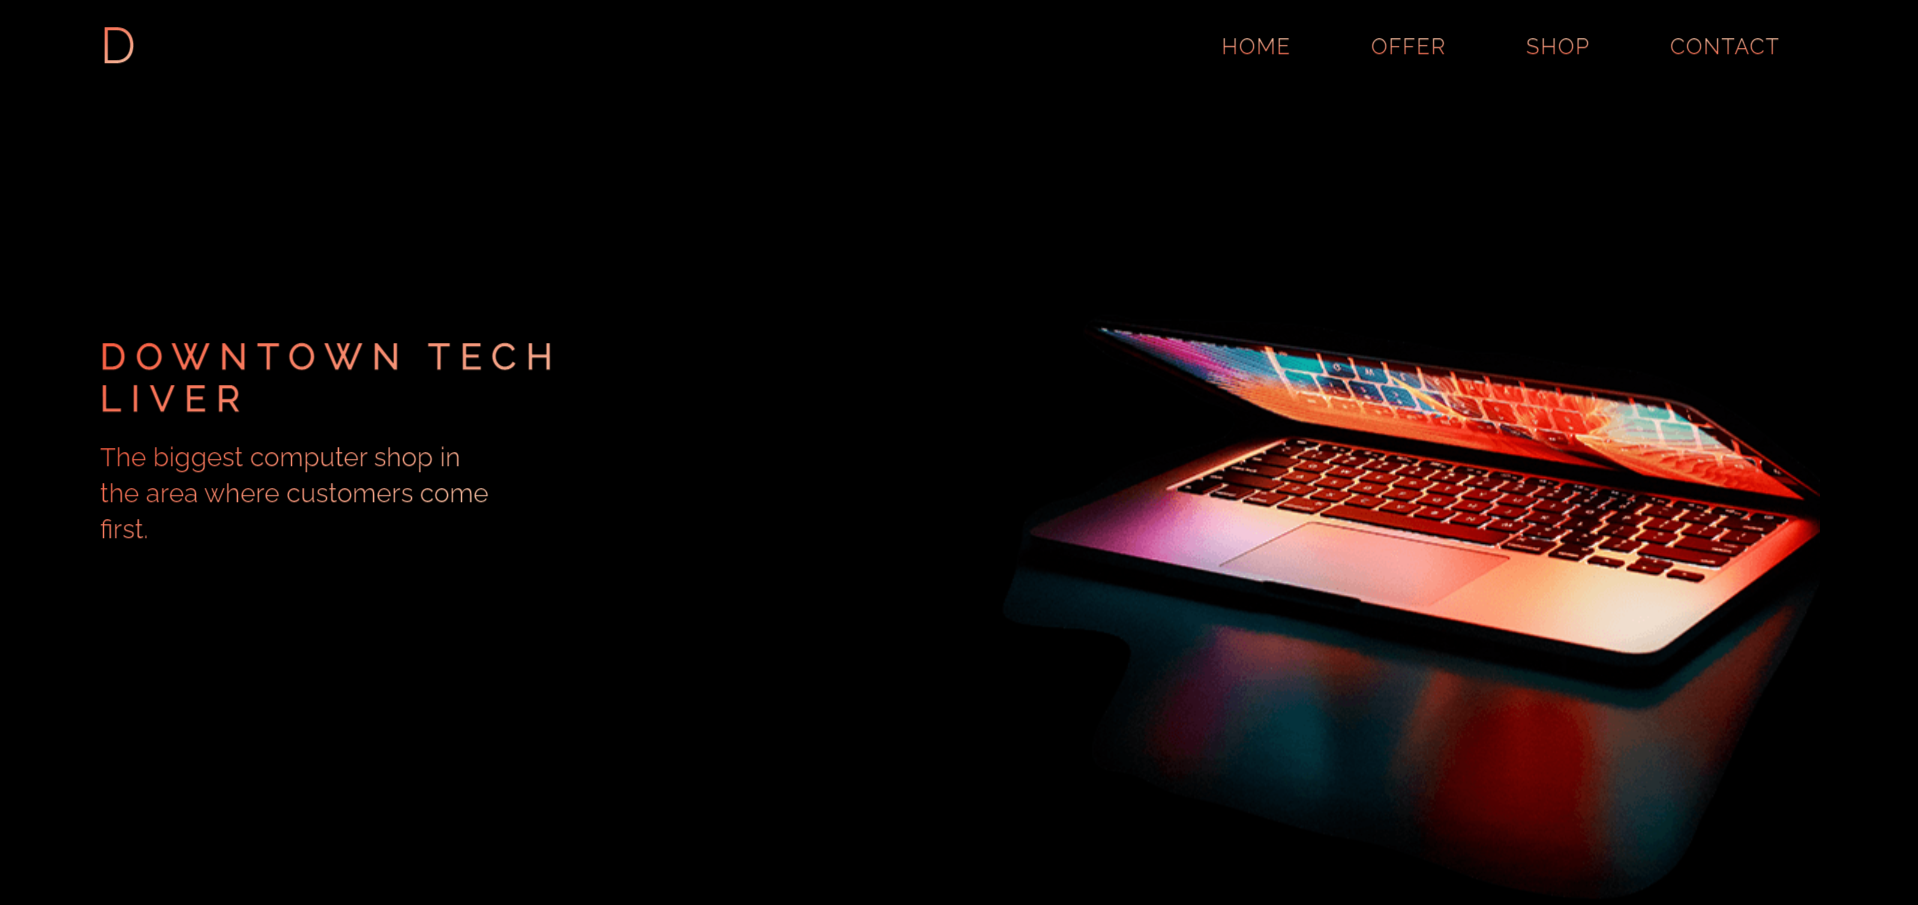 D
HOME OFFER SHOP CONTACT
DOWNTOWN TECH
LIVER
The biggest computer shop in
the area where customers come
first.